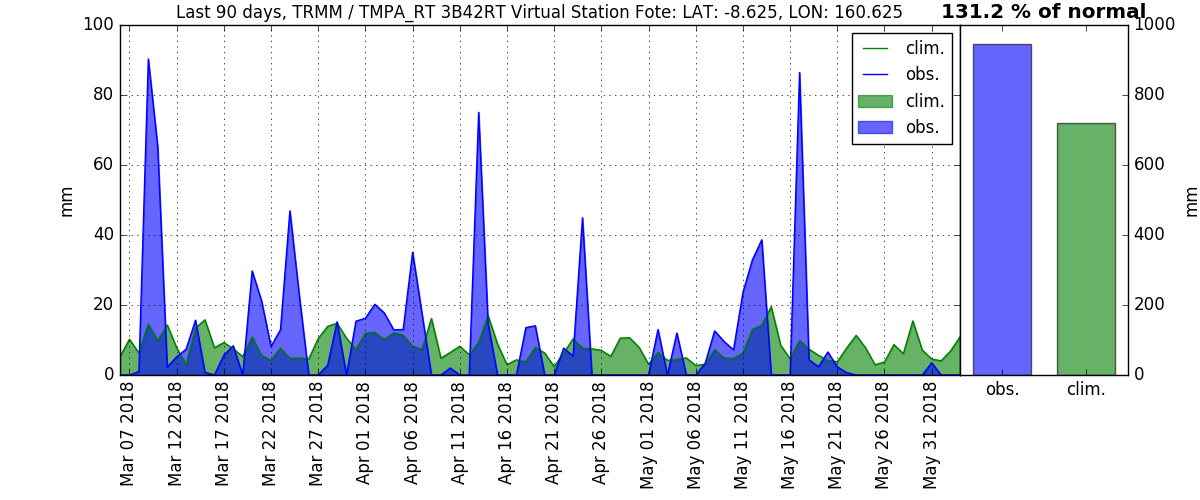 Last 90 days, TRMM / TMPA_RT 3B42RT Virtual Station Fote: LAT: -8.625, LON: 160.625
131.2 % of normal
mm
100
80
60
40
20
0
clim.
obs.
clim.
obs.
Mar 07 2018
Mar 12 2018
Mar 17 2018
Mar 22 2018
Mar 27 2018
Apr 01 2018
Apr 06 2018
Apr 11 2018
Apr 16 2018
Apr 21 2018
Apr 26 2018
May 01 2018
May 06 2018
May 11 2018
May 16 2018
May 21 2018
May 26 2018
May 31 2018
1000
800
600
400
200
0
mm
obs.
clim.